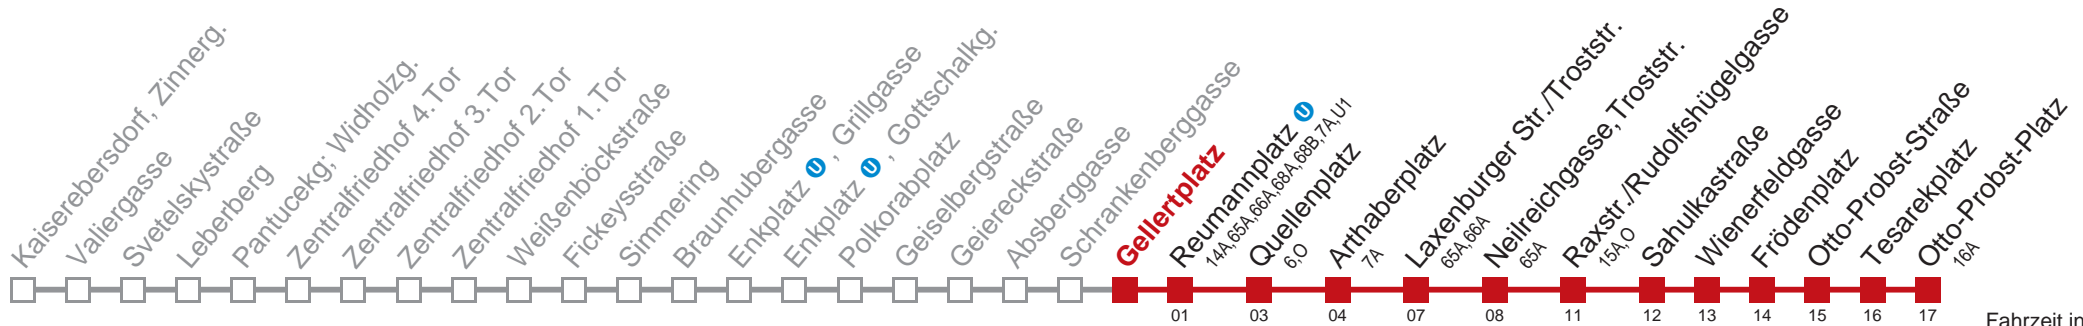 Kaiserebersdorf, Zinnerg.
Valiergasse
Svetelskystraße
Leberberg
Pantucekg; Widholzg.
Zentralfriedhof 4.Tor
Zentralfriedhof 3.Tor
Zentralfriedhof 2.Tor
Zentralfriedhof 1.Tor
Weißenböckstraße
Fickeysstraße
Simmering
Braunhubergasse
Enkplatz U , Grillgasse
Enkplatz U , Gottschalkg.
Polkorabplatz
Geiselbergstraße
Geiereckstraße
Absberggasse
Schrankenberggasse
Gellertplatz
Reumannplatz U
14A,65A,66A,68A,68B,7A,U1
Quellenplatz
6,O
Arthaberplatz
7A
Laxenburger Str./Troststr.
65A,66A
Neilreichgasse,Troststr.
65A
Raxstr./Rudolfshügelgasse
15A,O
Sahulkastraße
Wienerfeldgasse
Frödenplatz
Otto-Probst-Straße
Tesarekplatz
Otto-Probst-Platz
16A
01 03 04 07 08 11 12 13 14 15 16 17
Fahrzeit in